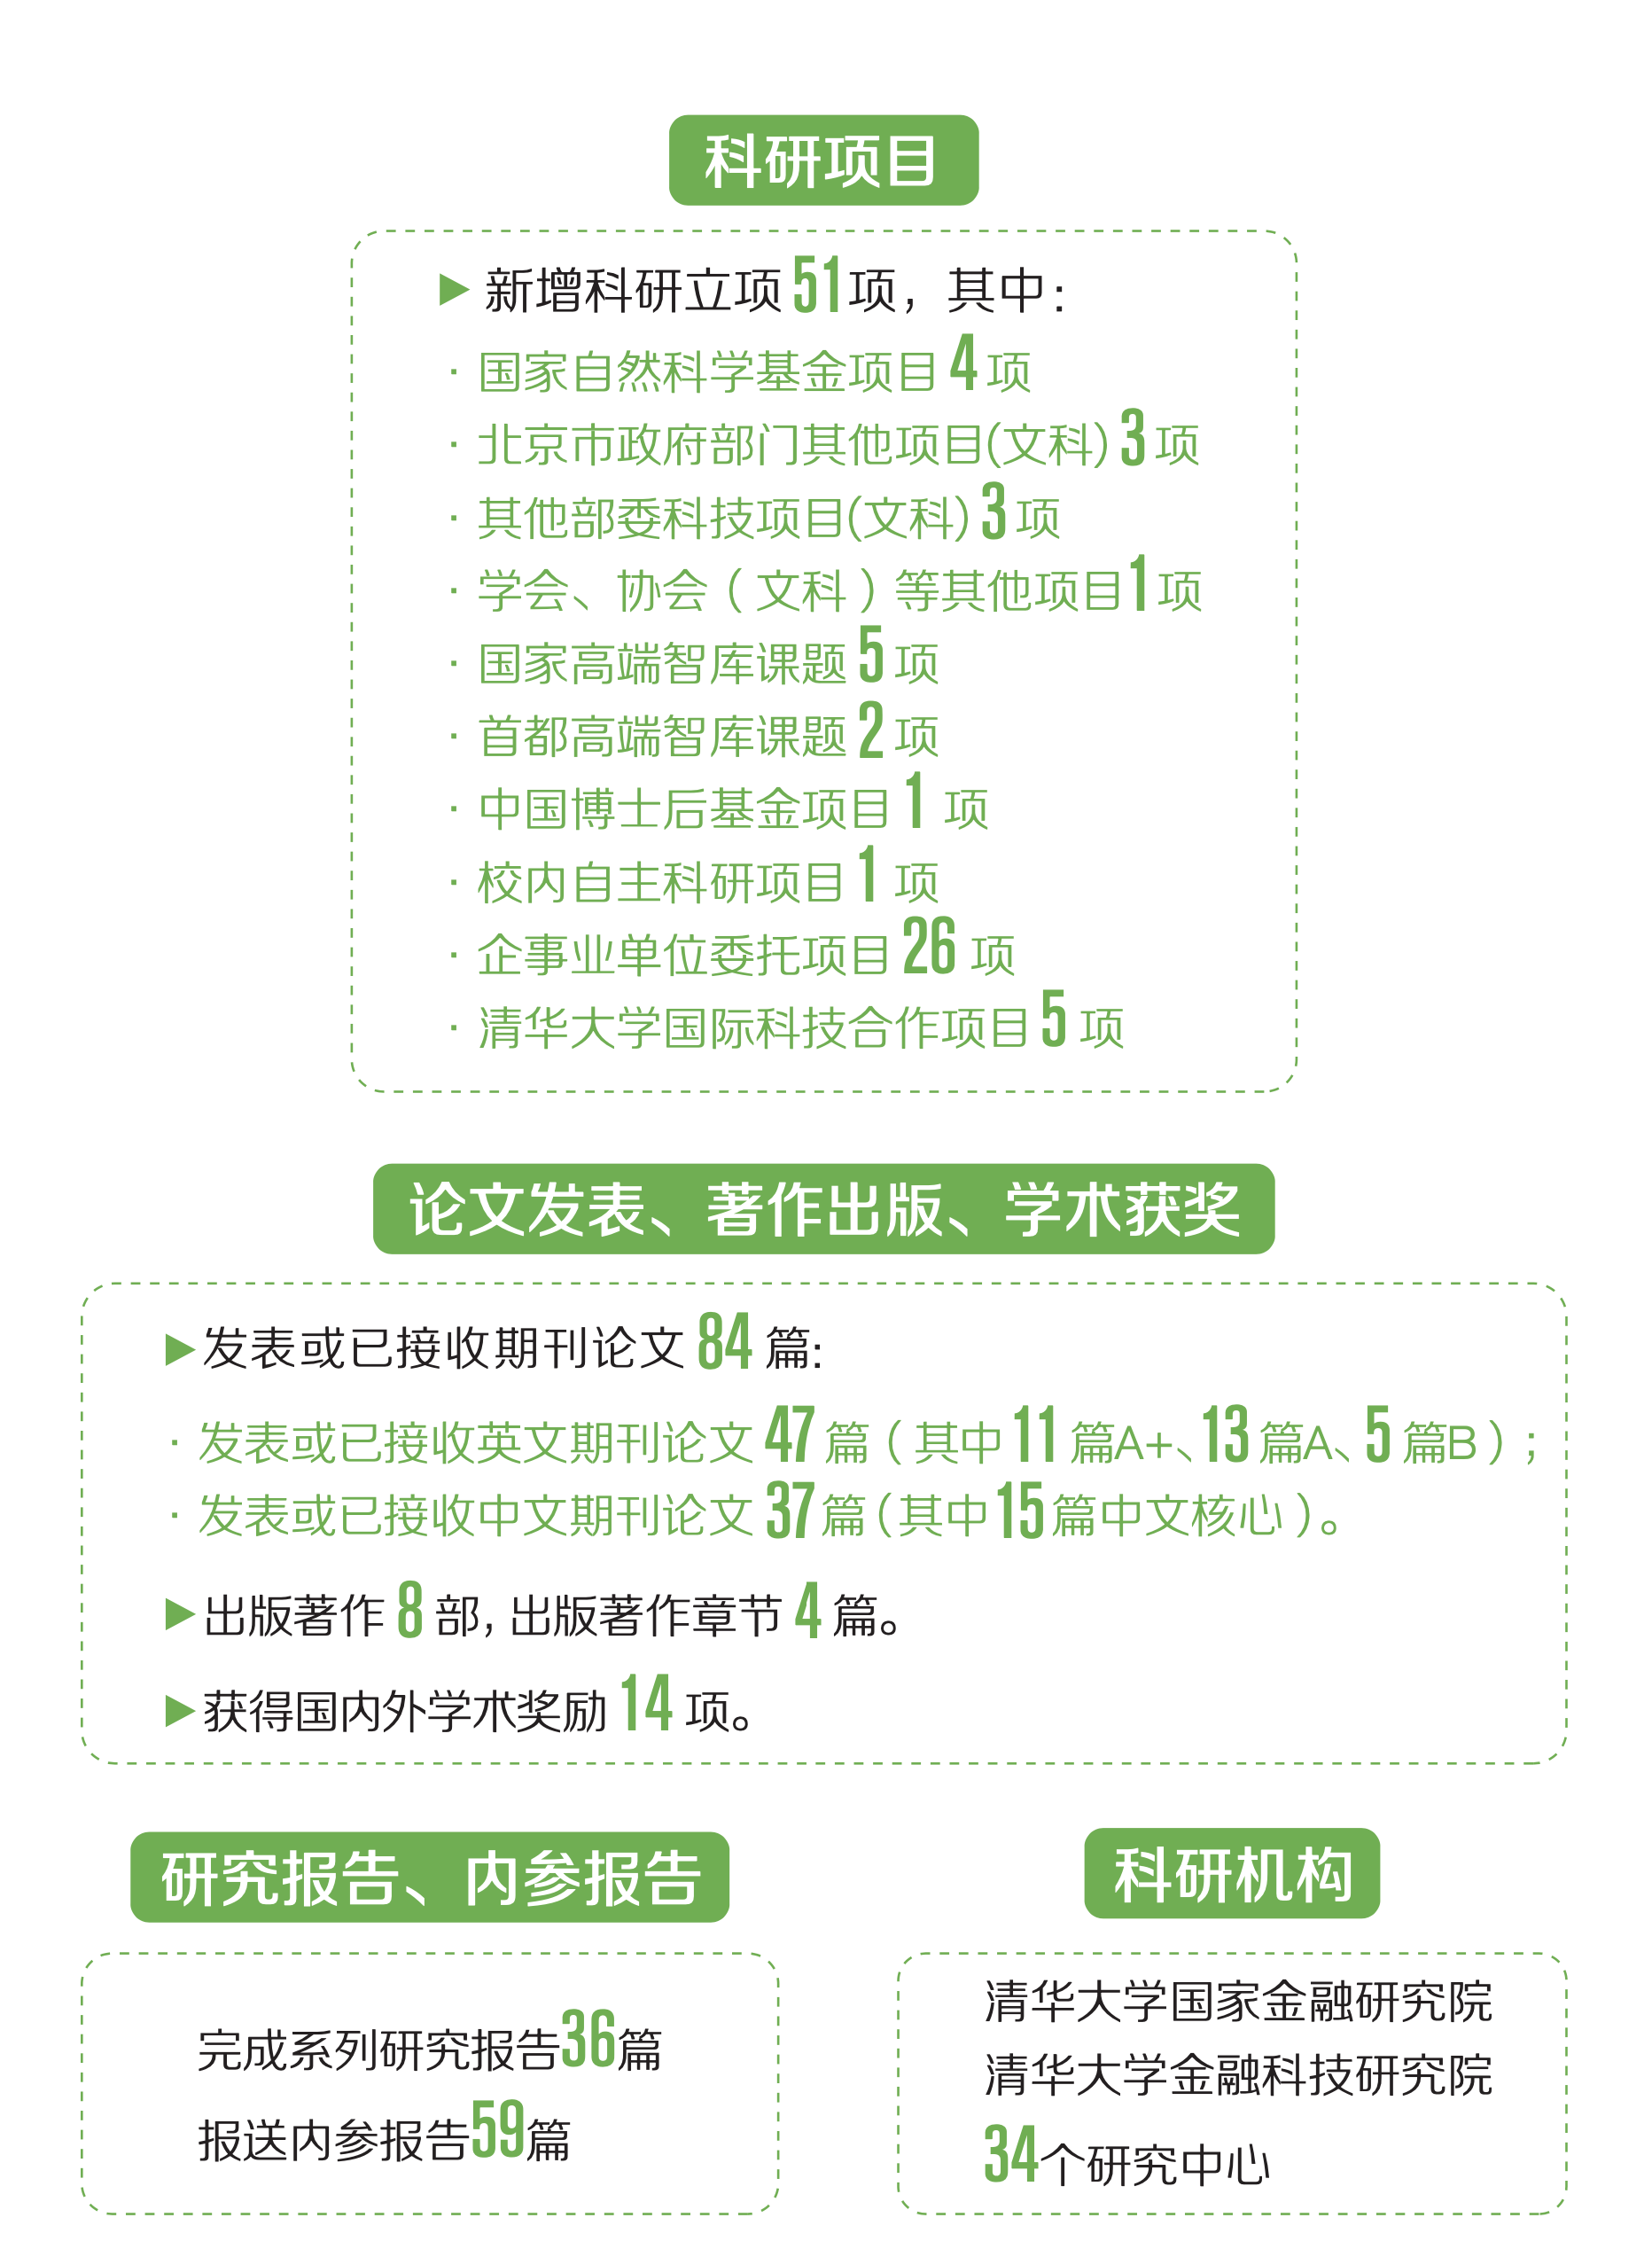 科研项目
▶ 新增科研立项 51 项，其中：
· 国家自然科学基金项目 4 项
· 北京市政府部门其他项目(文科) 3 项
· 其他部委科技项目(文科) 3 项
· 学会、协会（文科）等其他项目 1 项
· 国家高端智库课题 5 项
· 首都高端智库课题 2 项
· 中国博士后基金项目 1 项
· 校内自主科研项目 1 项
· 企事业单位委托项目 26 项
· 清华大学国际科技合作项目 5 项
论文发表、著作出版、学术获奖
▶ 发表或已接收期刊论文 84 篇:
· 发表或已接收英文期刊论文 47 篇（其中 11 篇A+、13 篇A、5 篇B）；
· 发表或已接收中文期刊论文 37 篇（其中 15 篇中文核心）。
▶ 出版著作 8 部, 出版著作章节 4 篇。
▶ 获得国内外学术奖励 14 项。
研究报告、内参报告
完成系列研究报告36篇
报送内参报告59篇
科研机构
清华大学国家金融研究院
清华大学金融科技研究院
34个研究中心